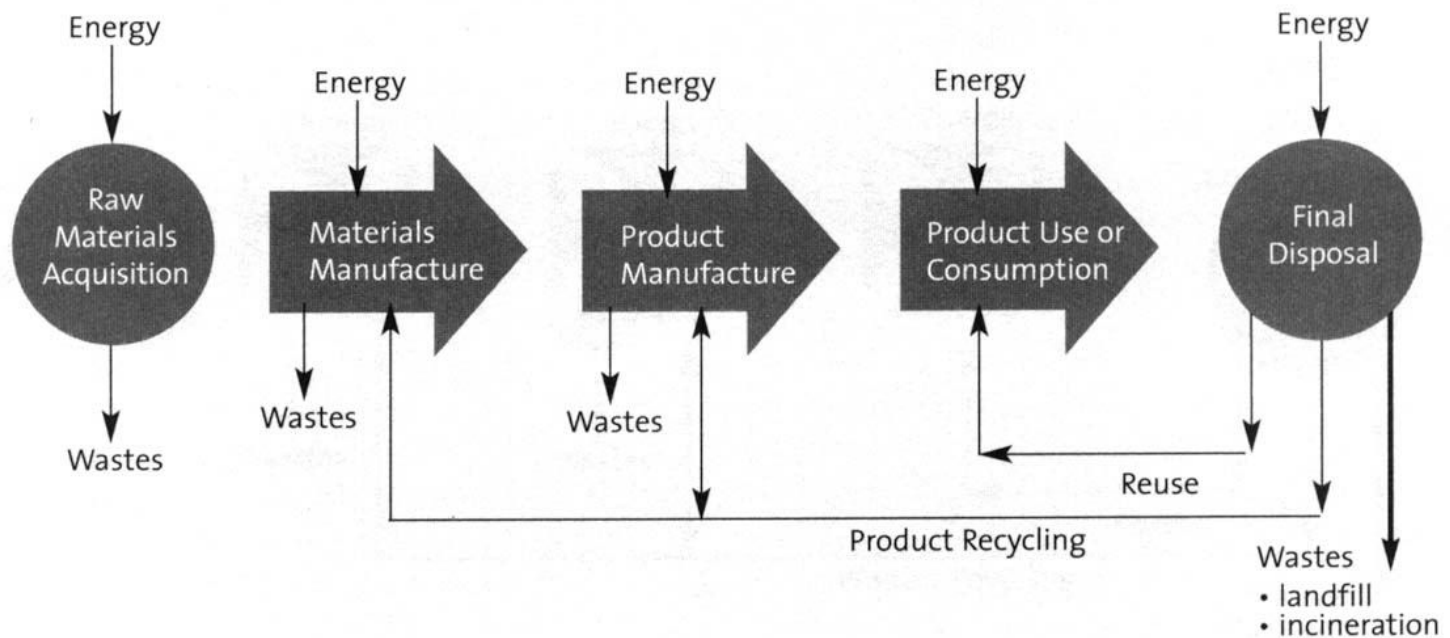 Energy
Energy
Energy
Energy
Energy
Raw
Materials
Acquisition
Materials
Manufacture
Product
Manufacture
Product Use or
Consumption
Final
Disposal
Wastes
Wastes
Wastes
Reuse
Product Recycling
Wastes
• landfill
• incineration